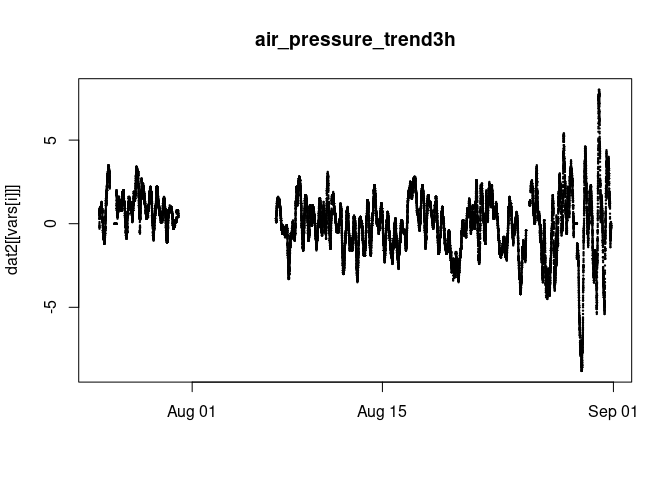 air_pressure_trend3h
dat2[[vars[i]]]
5
0
-5
Aug 01
Aug 15
Sep 01